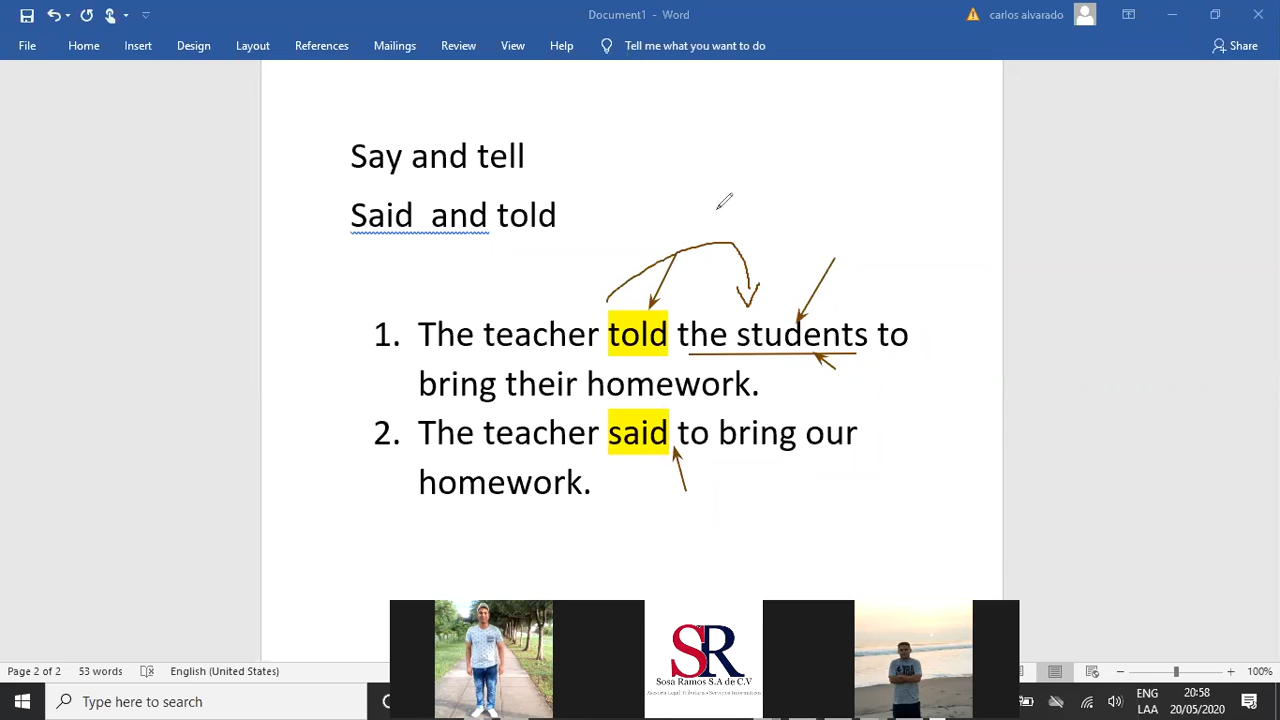 Document1 - Word
carlos alvarado
File Home Insert Design Layout References Mailings Review View Help Tell me what you want to do Share
Say and tell
Said and told
1. The teacher told the students to
bring their homework.
2. The teacher said to bring our
homework.
SR
Sosa Ramos S.A de C.V
Page 2 of 2 53 words English (United States) 100%
Type here to search
ENG 20:58
LAA 20/05/2020